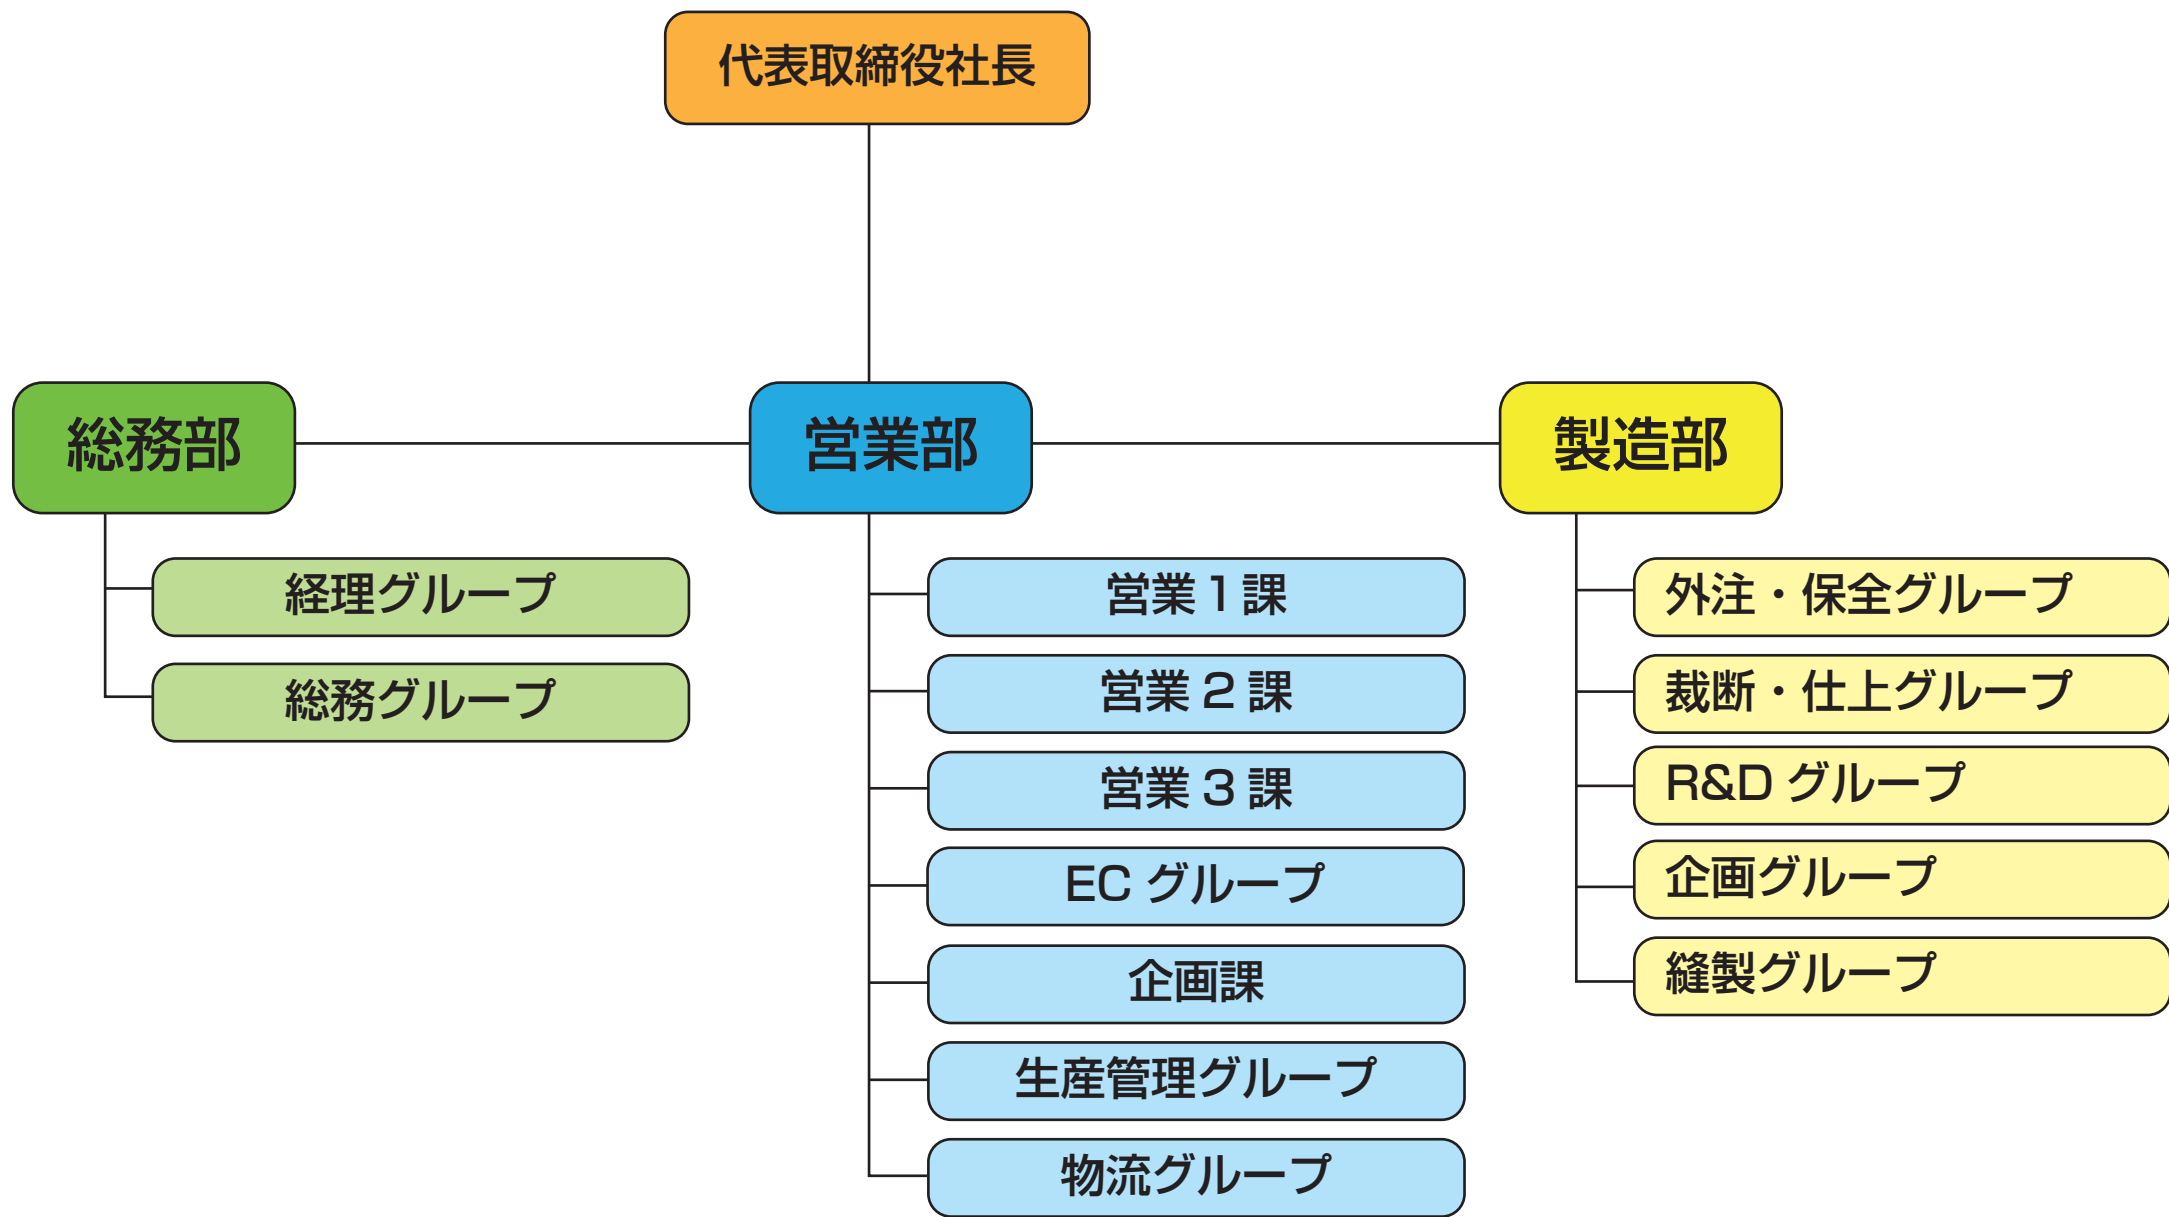 代表取締役社長
総務部
経理グループ
総務グループ
営業部
営業1課
営業2課
営業3課
EC グループ
企画課
生産管理グループ
物流グループ
製造部
外注・保全グループ
裁断・仕上グループ
R&D グループ
企画グループ
縫製グループ